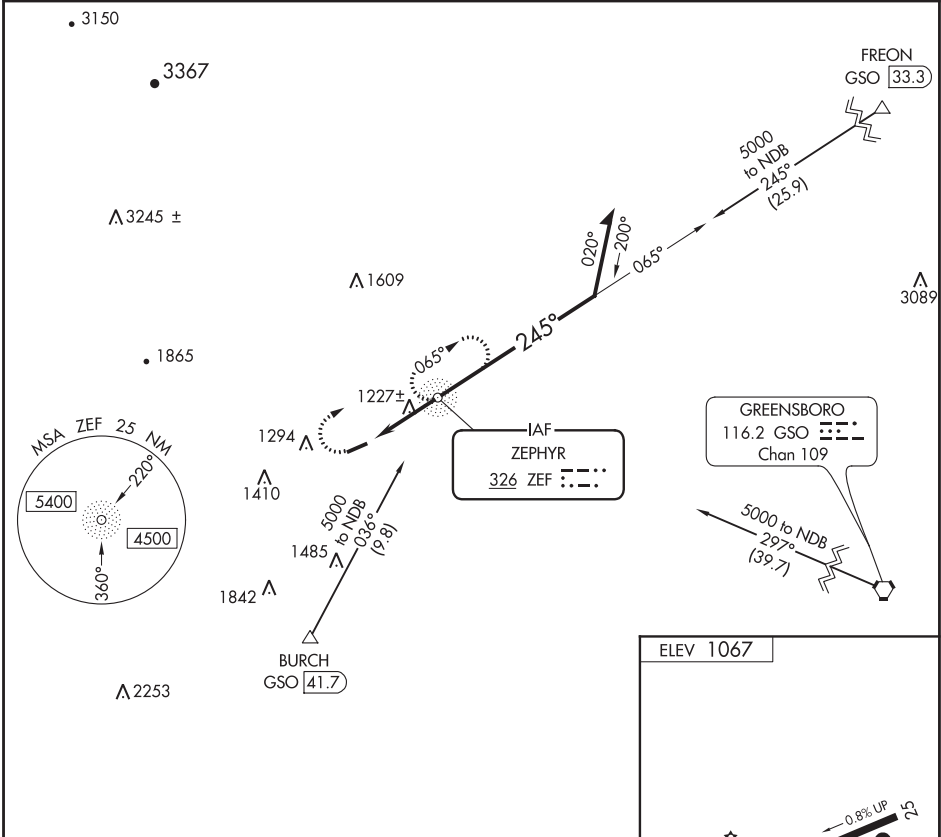 3150
3367
FREON
GSO 33.3
5000
to NDB
245°
(25.9)
3245 ±
020°
200°
065°
1609
3089
245°
1865
065°
1227±
MSA ZEF 25 NM
1294
IAF
ZEPHYR
326 ZEF
GREENSBORO
116.2 GSO
Chan 109
220°
1410
5400
4500
360°
5000
to NDB
036°
(9.8)
5000 to NDB
297°
(39.7)
1485
1842
BURCH
GSO 41.7
ELEV 1067
2253
0.8% UP
25